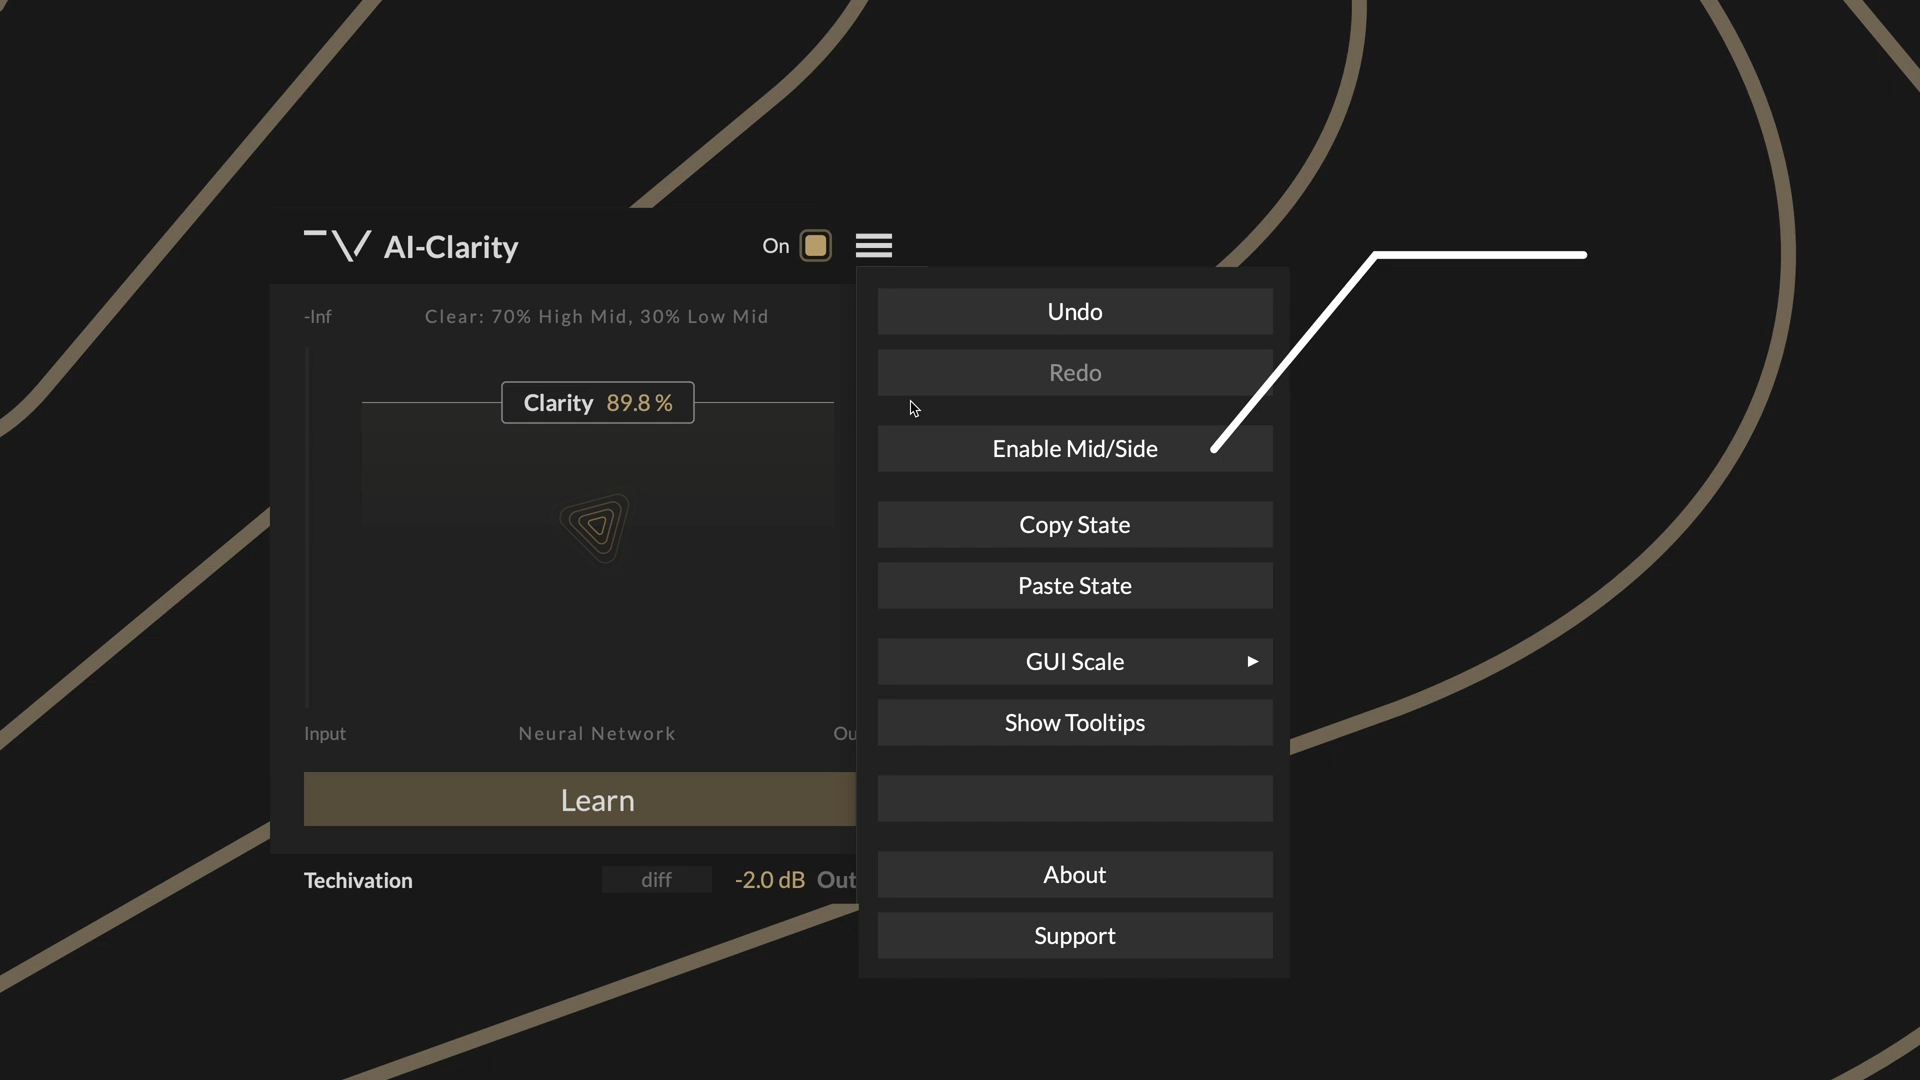 AI-Clarity
On
-Inf
Clear: 70% High Mid, 30% Low Mid
Clarity 89.8 %
Input
Neural Network
Ou
Learn
Techivation
diff
-2.0 dB
Out
Undo
Redo
Enable Mid/Side
Copy State
Paste State
GUI Scale
Show Tooltips
About
Support